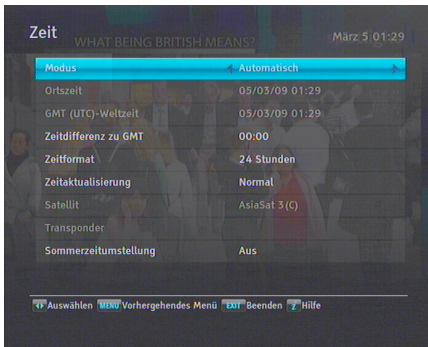 Zeit
WHAT BEING BRITISH MEANS?
März 5 01:29
Modus Automatisch
Ortszeit 05/03/09 01:29
GMT (UTC)-Weltzeit 05/03/09 01:29
Zeitdifferenz zu GMT 00:00
Zeitformat 24 Stunden
Zeitaktualisierung Normal
Satellit AsiaSat 3(C)
Transponder
Sommerzeitumstellung Aus
Auswählen MENU Vorhergehendes Menü EXIT Beenden ? Hilfe